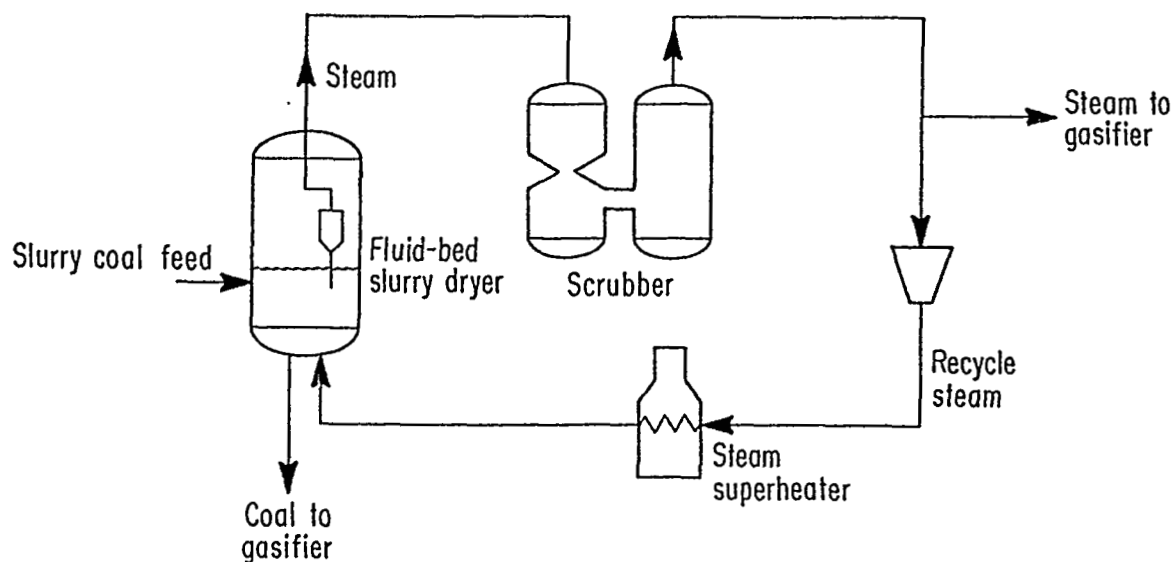 Steam
Steam to
gasifier
Slurry coal feed
Fluid-bed
slurry dryer
Scrubber
Recycle
steam
Steam
superheater
Coal to
gasifier